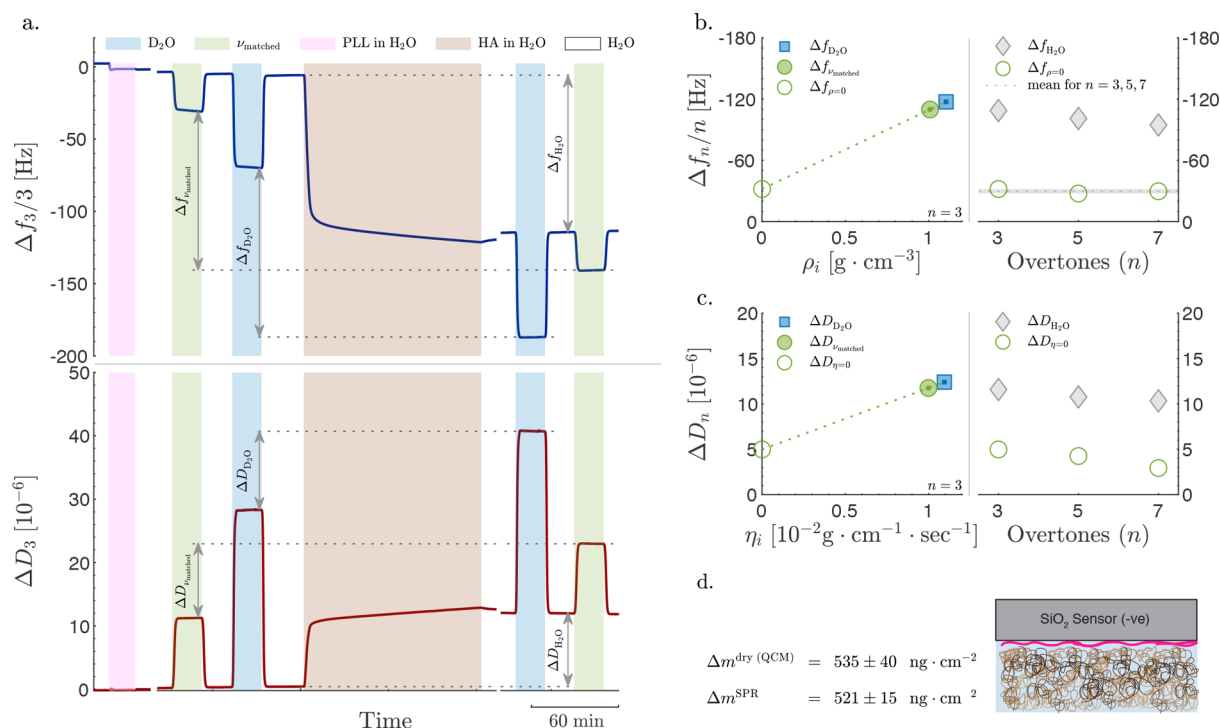 a.
D₂O
ν_matched
PLL in H₂O
HA in H₂O
H₂O
Δf₃/3 [Hz]
0
-50
-100
-150
-200
Δf_ν_matched
Δf_D₂O
Δf_H₂O
ΔD₃ [10⁻⁶]
50
40
30
20
10
0
ΔD_ν_matched
ΔD_D₂O
ΔD_H₂O
Time
60 min
b.
Δfₙ/n [Hz]
-180
-120
-60
0
Δf_D₂O
Δf_ν_matched
Δf_ρ=0
n = 3
0
0.5
1
ρᵢ [g · cm⁻³]
Δf_H₂O
Δf_ρ=0
mean for n = 3, 5, 7
-180
-120
-60
0
3
5
7
Overtones (n)
c.
ΔDₙ [10⁻⁶]
20
15
10
5
0
ΔD_D₂O
ΔD_ν_matched
ΔD_η=0
n = 3
0
0.5
1
ηᵢ [10⁻²g · cm⁻¹ · sec⁻¹]
ΔD_H₂O
ΔD_η=0
20
15
10
5
0
3
5
7
Overtones (n)
d.
Δm^dry (QCM) = 535 ± 40 ng · cm⁻²
Δm^SPR = 521 ± 15 ng · cm ²
SiO₂ Sensor (-ve)